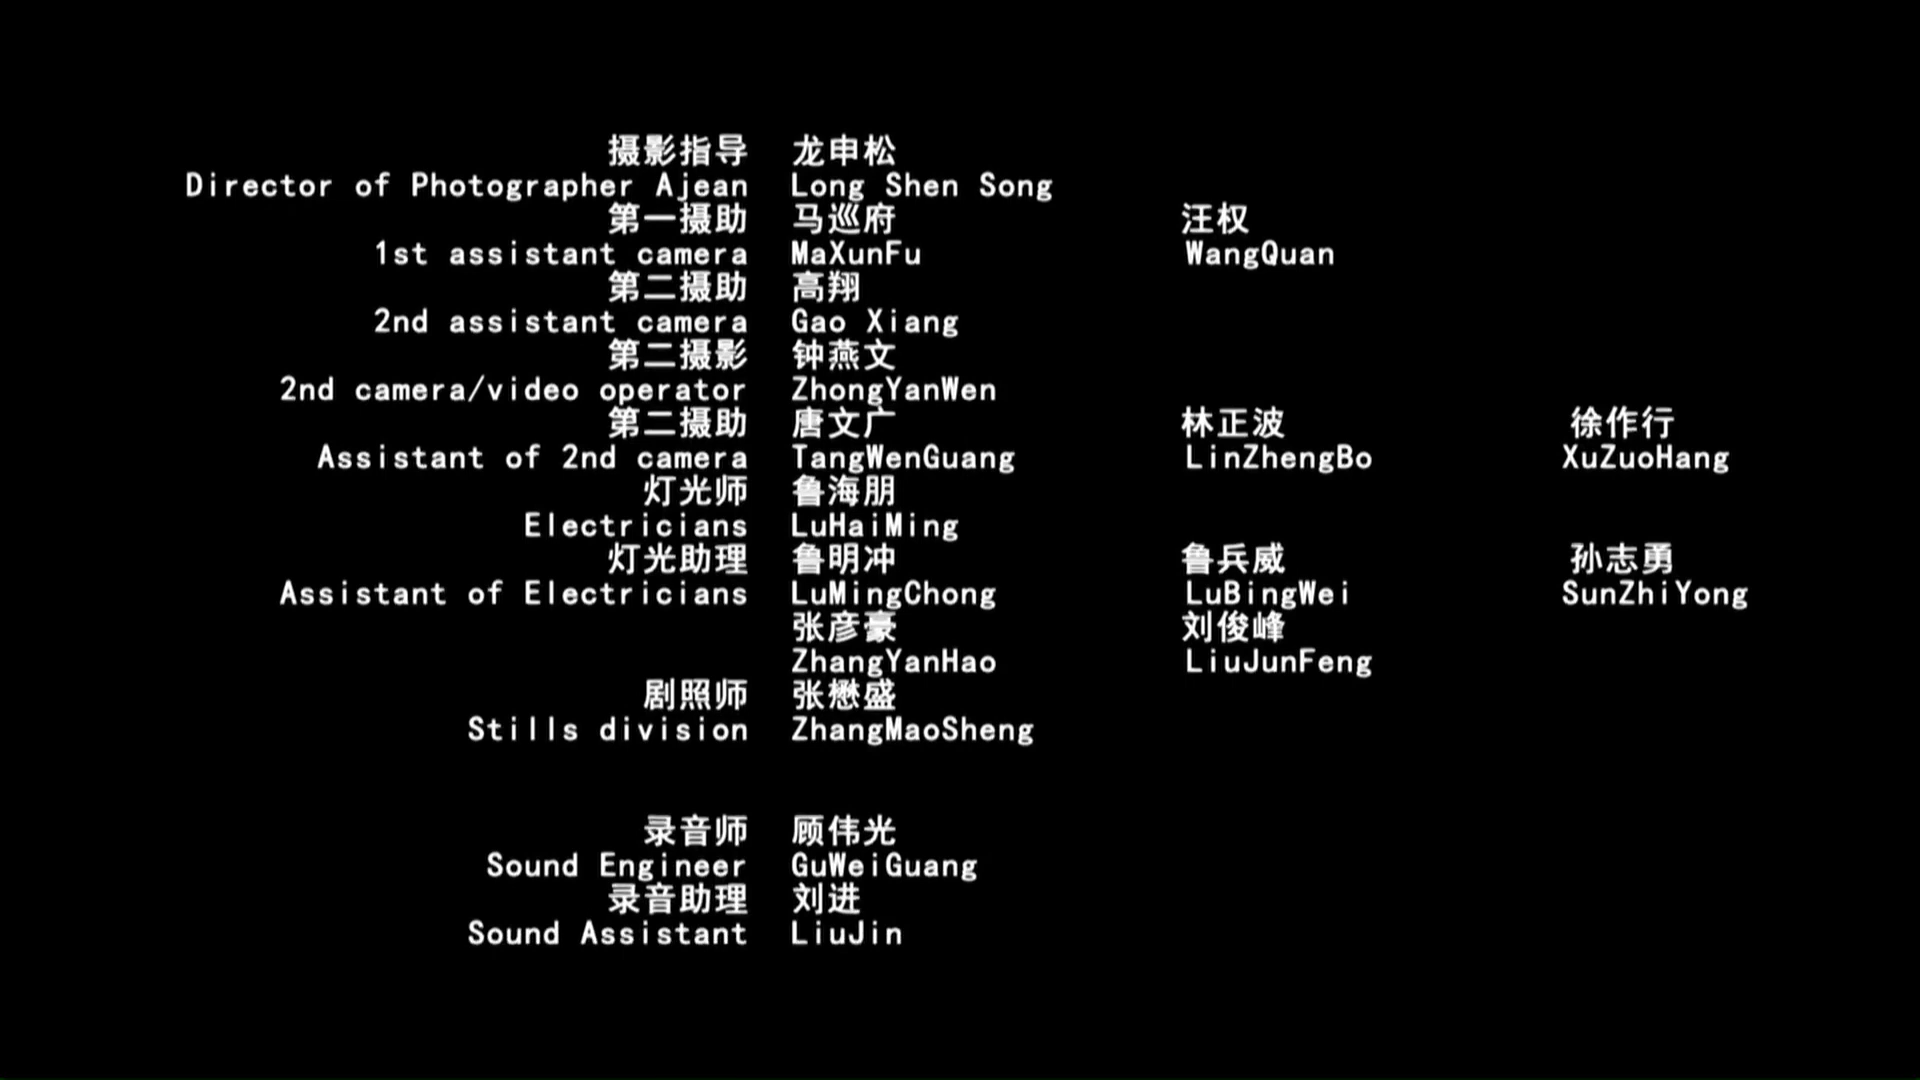 摄影指导 龙申松
Director of Photographer Ajean Long Shen Song
第一摄助 马巡府 汪权
1st assistant camera MaXunFu WangQuan
第二摄助 高翔
2nd assistant camera Gao Xiang
第二摄影 钟燕文
2nd camera/video operator ZhongYanWen
第二摄助 唐文广 林正波 徐作行
Assistant of 2nd camera TangWenGuang LinZhengBo XuZuoHang
灯光师 鲁海朋
Electricians LuHaiMing
灯光助理 鲁明冲 鲁兵威 孙志勇
Assistant of Electricians LuMingChong LuBingWei SunZhiYong
张彦豪 刘俊峰
ZhangYanHao LiuJunFeng
剧照师 张懋盛
Stills division ZhangMaoSheng
录音师 顾伟光
Sound Engineer GuWeiGuang
录音助理 刘进
Sound Assistant LiuJin